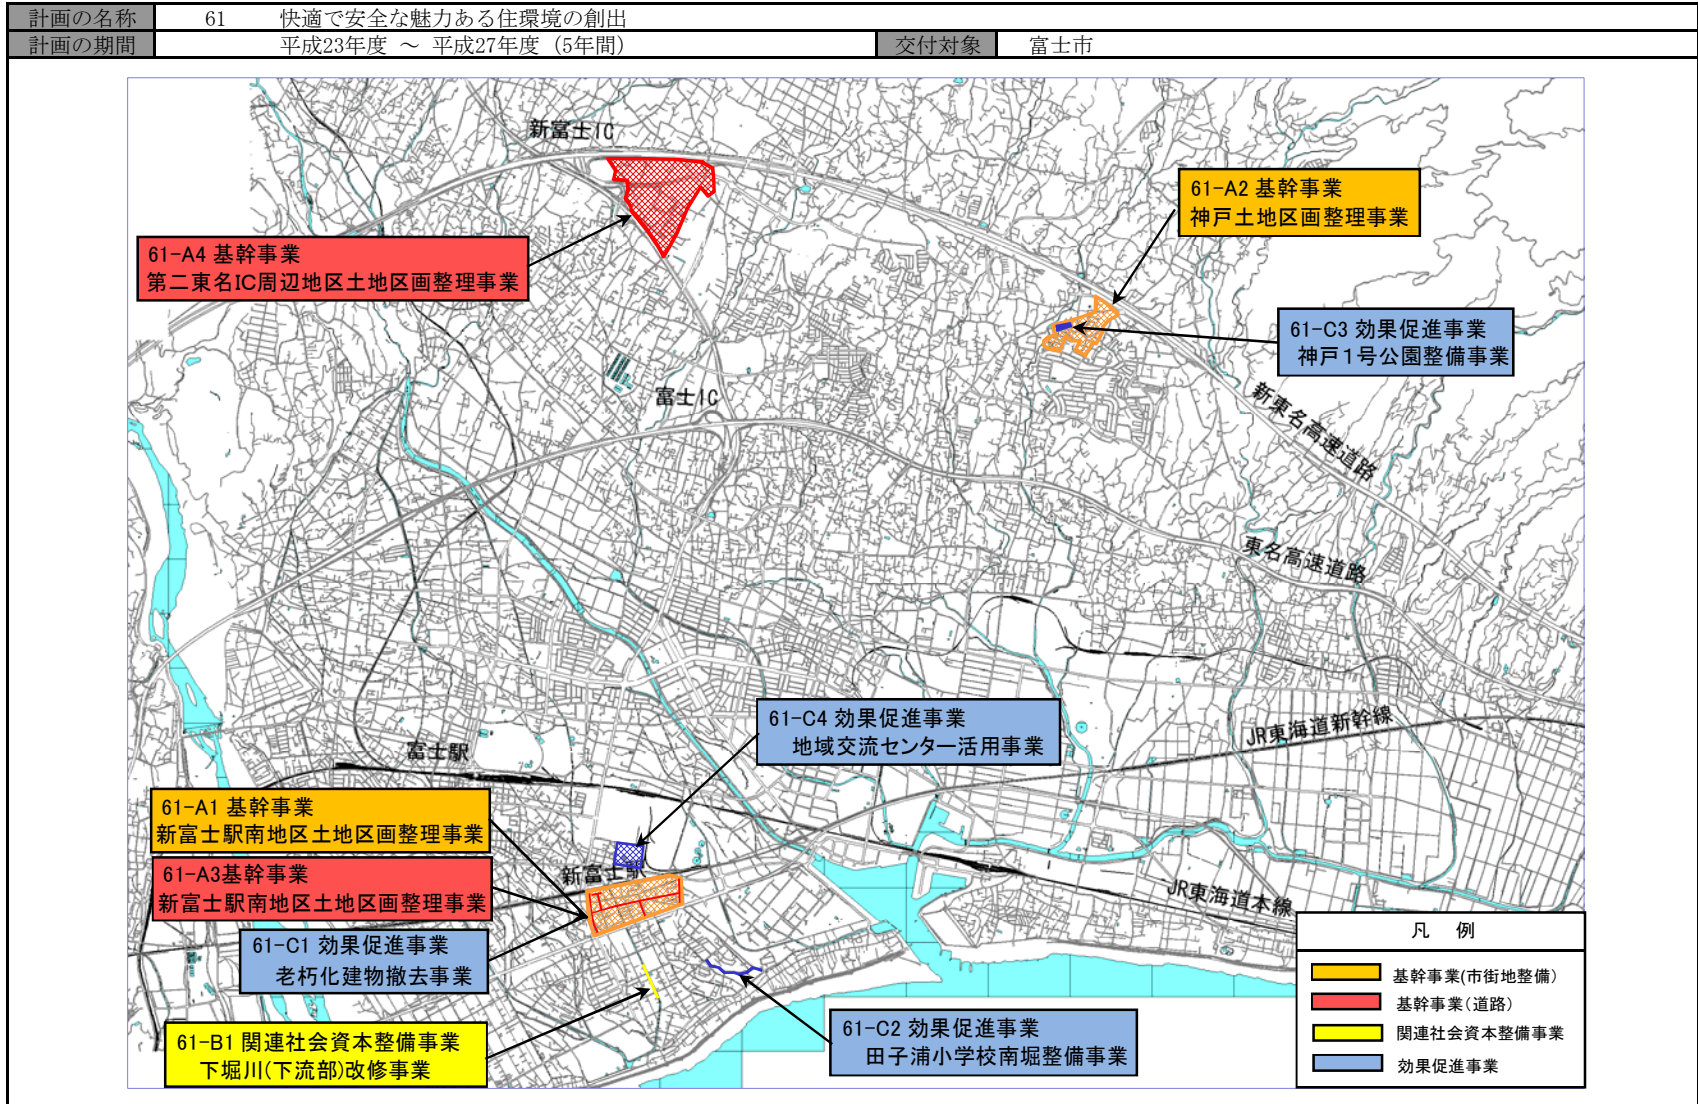 計画の名称 61 快適で安全な魅力ある住環境の創出
計画の期間 平成23年度 ～ 平成27年度 (5年間) 交付対象 富士市
新富士IC
61-A2 基幹事業
神戸土地区画整理事業
61-A4 基幹事業
第二東名IC周辺地区土地区画整理事業
61-C3 効果促進事業
神戸１号公園整備事業
富士IC
新東名高速道路
東名高速道路
61-C4 効果促進事業
地域交流センター活用事業
JR東海道新幹線
富士駅
61-A1 基幹事業
新富士駅南地区土地区画整理事業
新富士駅
61-A3基幹事業
新富士駅南地区土地区画整理事業
JR東海道本線
61-C1 効果促進事業
老朽化建物撤去事業
61-B1 関連社会資本整備事業
下堀川(下流部)改修事業
61-C2 効果促進事業
田子浦小学校南堀整備事業
凡 例
基幹事業(市街地整備)
基幹事業(道路)
関連社会資本整備事業
効果促進事業